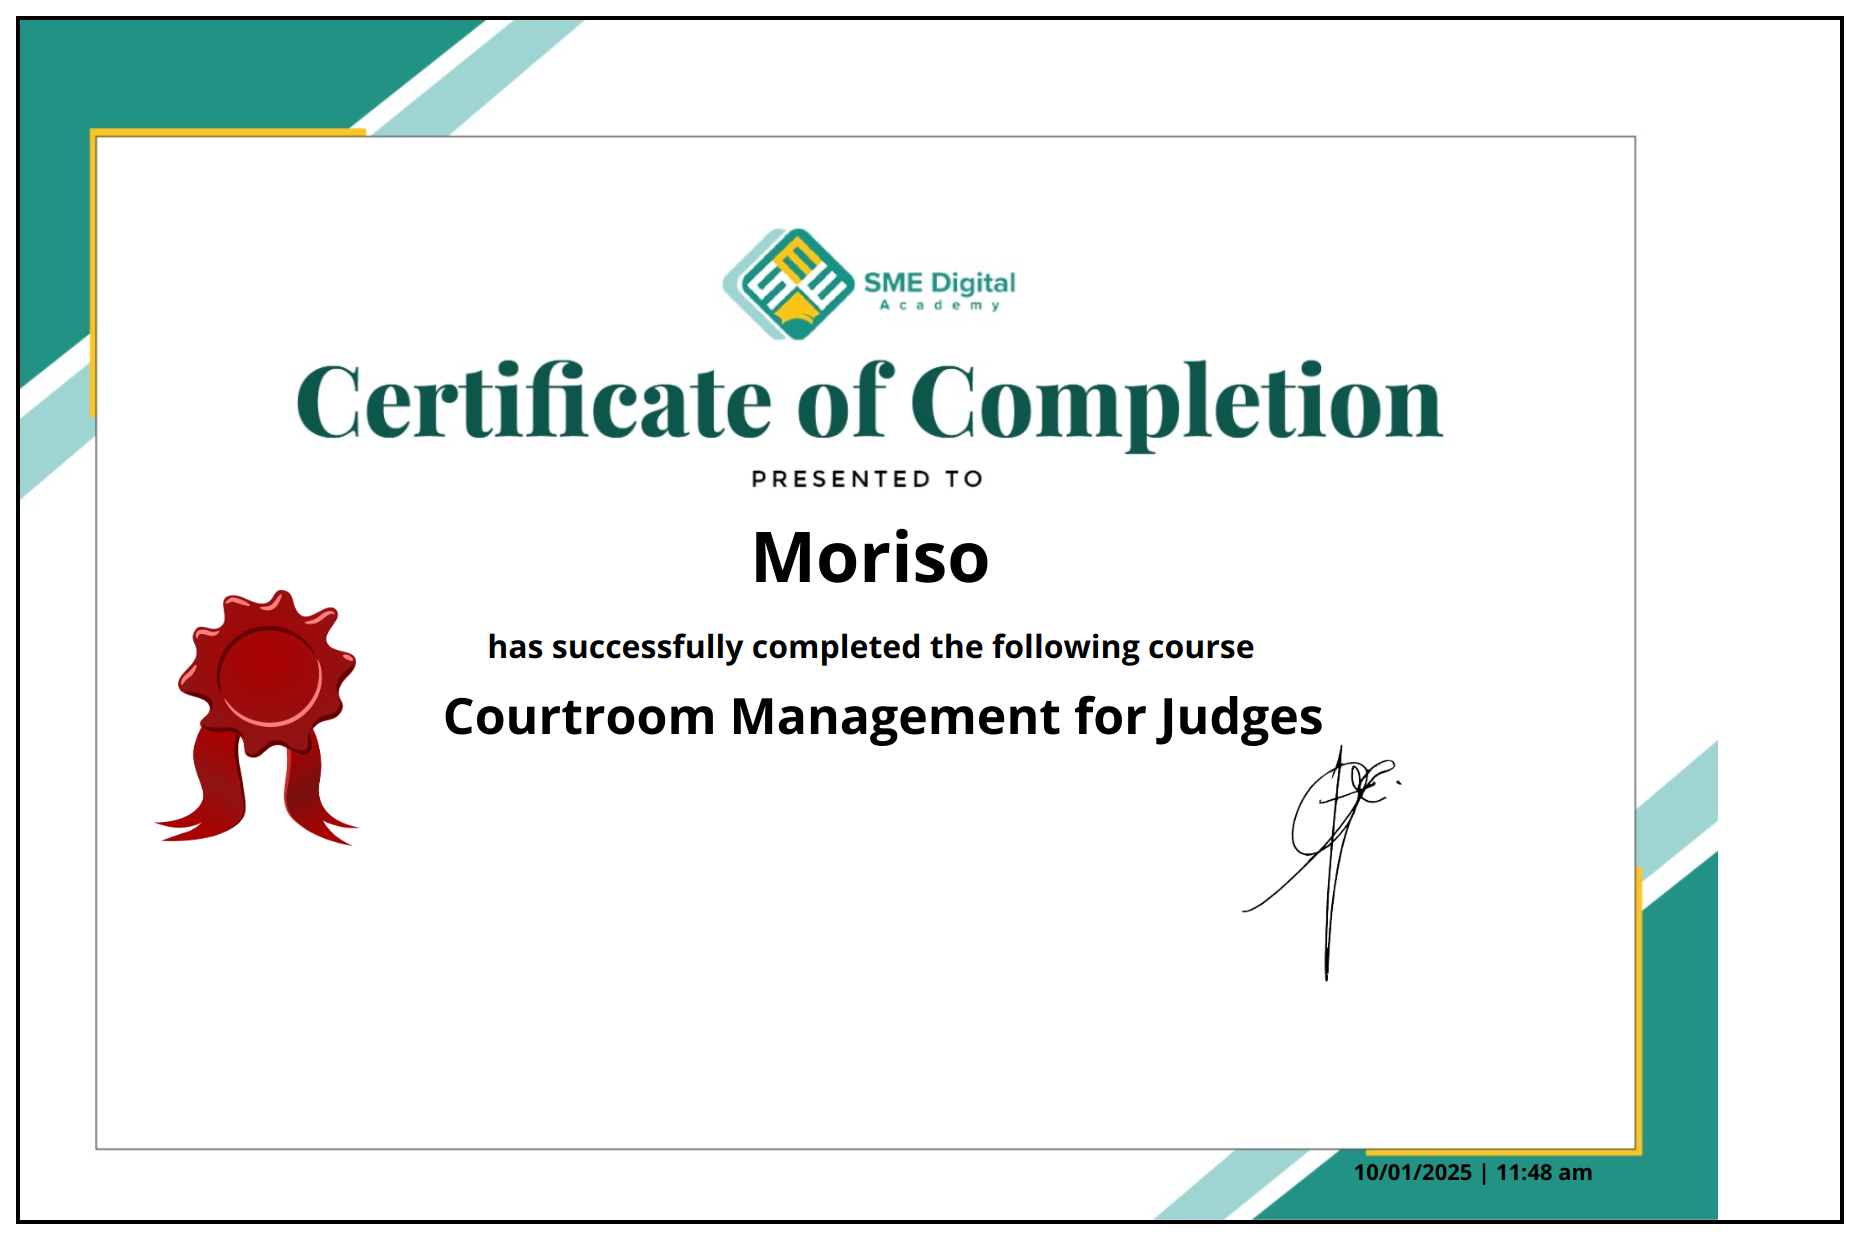 SME Digital
Academy
Certificate of Completion
PRESENTED TO
Moriso
has successfully completed the following course
Courtroom Management for Judges
10/01/2025 | 11:48 am